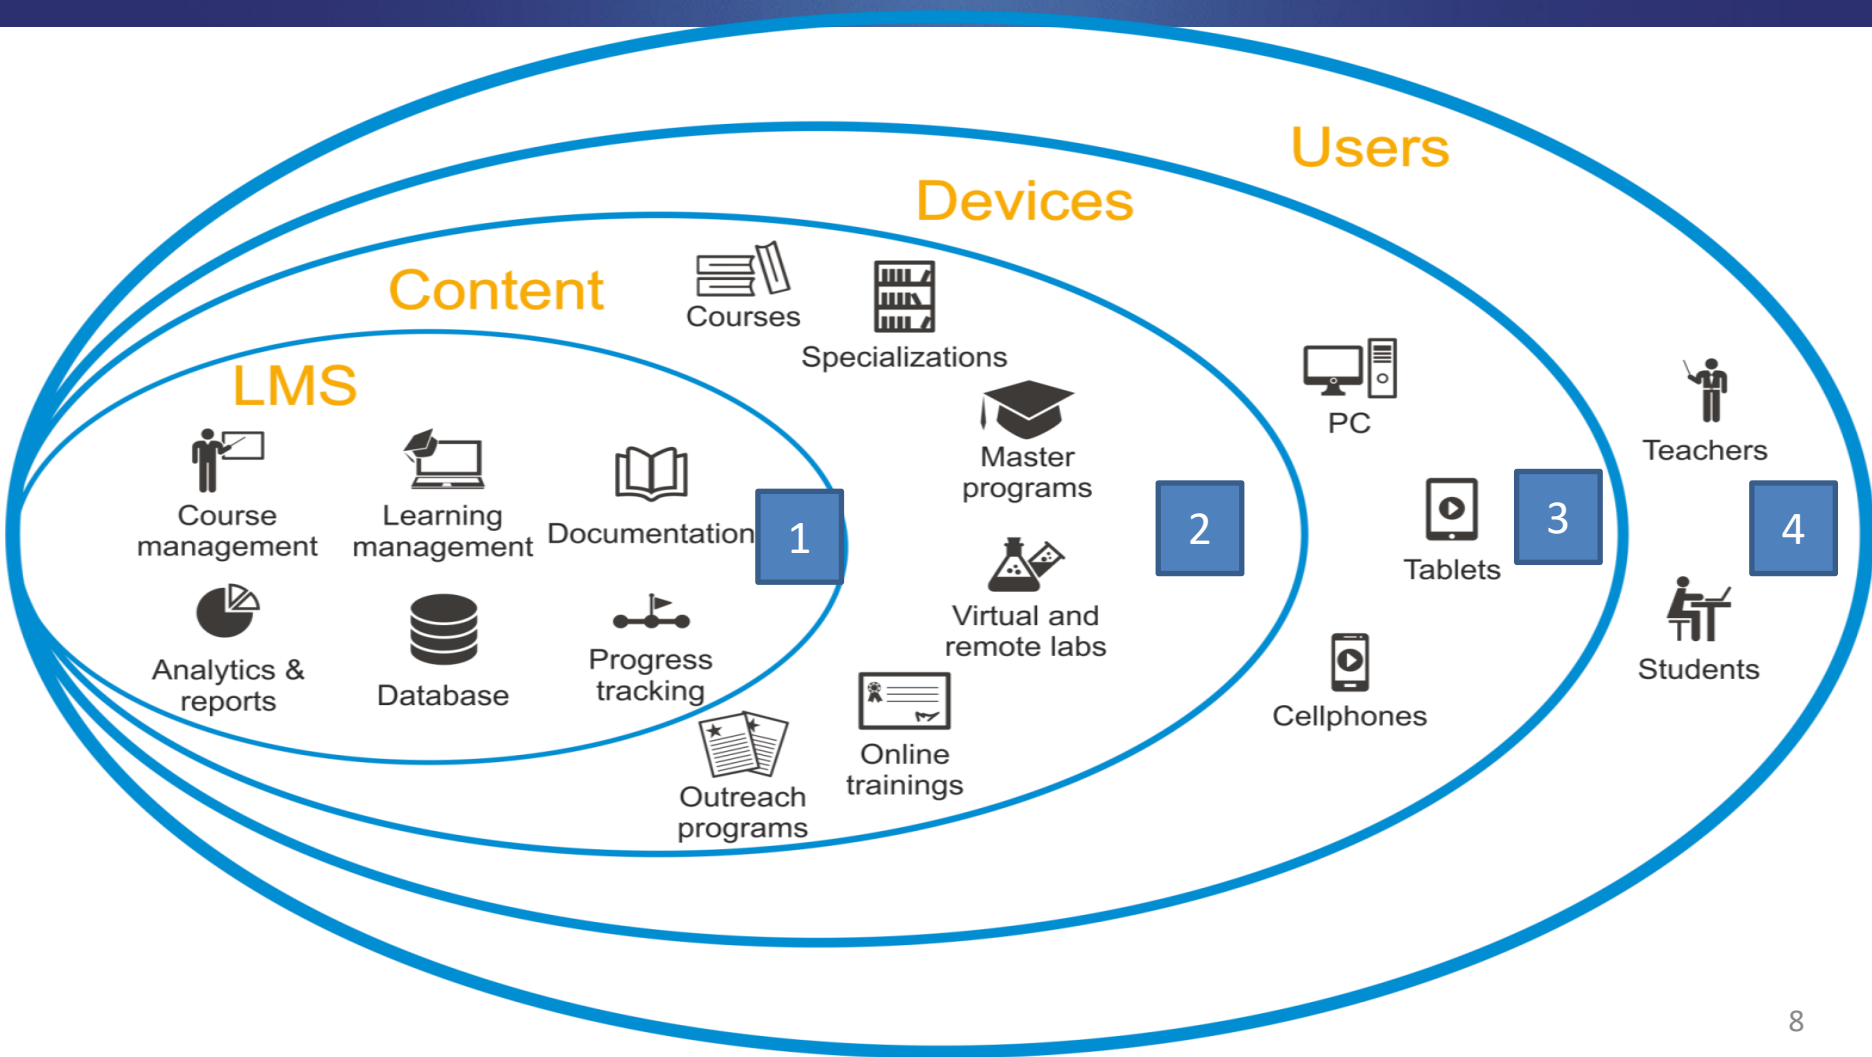 Users
Devices
Content
LMS
Courses
Specializations
Master
programs
Virtual and
remote labs
Online
trainings
Outreach
programs
Course
management
Learning
management
Documentation
Analytics &
reports
Database
Progress
tracking
PC
Tablets
Cellphones
Teachers
Students
1
2
3
4
8